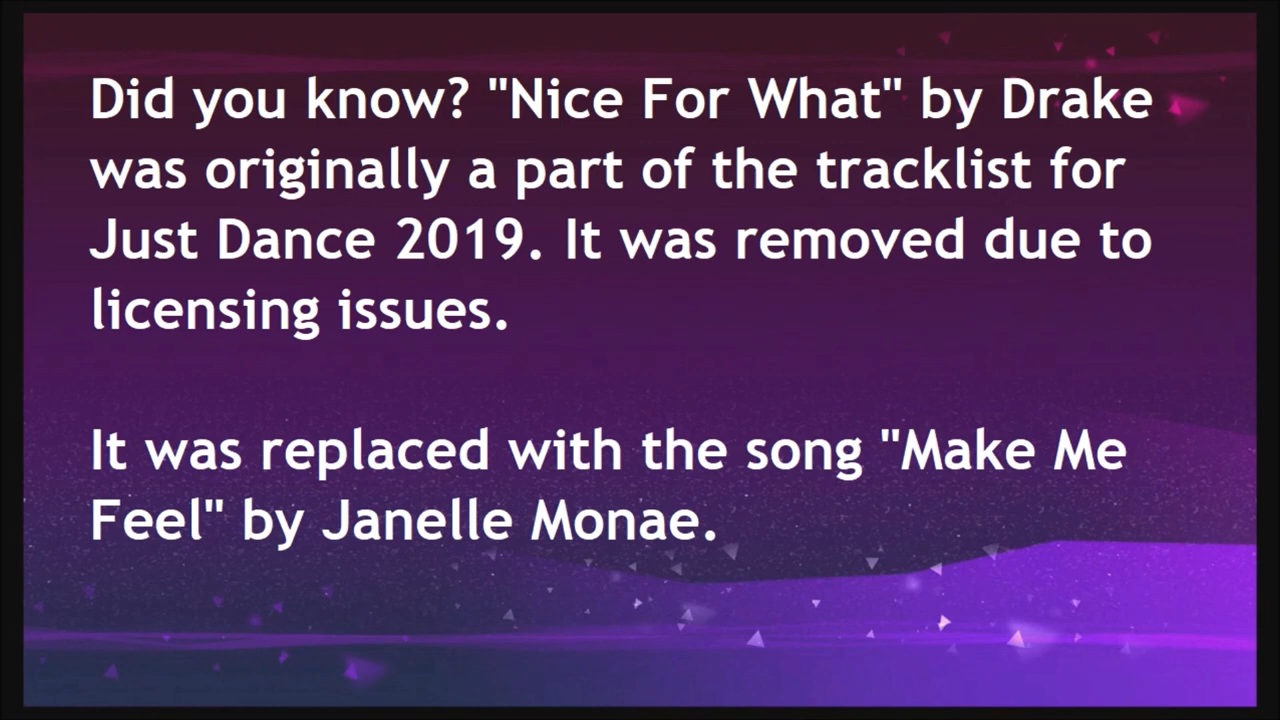 Did you know? "Nice For What" by Drake
was originally a part of the tracklist for
Just Dance 2019. It was removed due to
licensing issues.
It was replaced with the song "Make Me
Feel" by Janelle Monae.